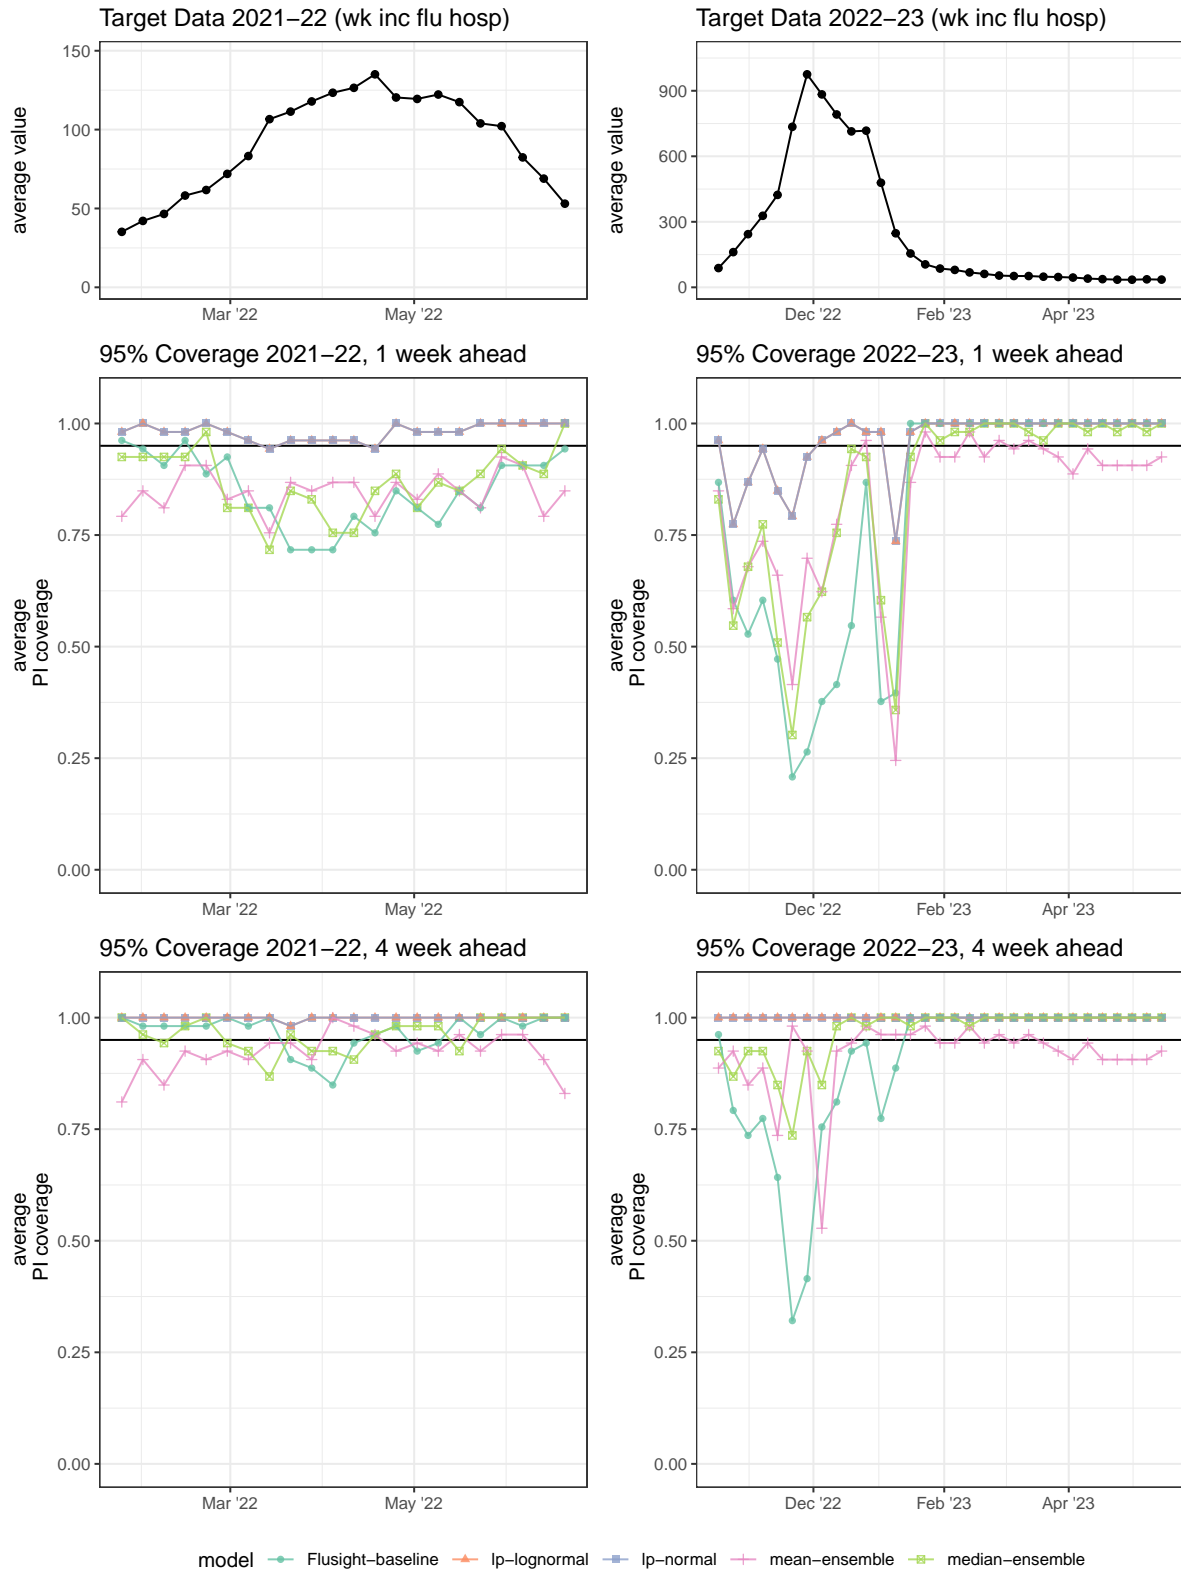 Target Data 2021−22 (wk inc flu hosp)
150
100
50
0
average value
Mar '22
May '22
Target Data 2022−23 (wk inc flu hosp)
900
600
300
0
average value
Dec '22
Feb '23
Apr '23
95% Coverage 2021−22, 1 week ahead
1.00
0.75
0.50
0.25
0.00
average
PI coverage
Mar '22
May '22
95% Coverage 2022−23, 1 week ahead
1.00
0.75
0.50
0.25
0.00
average
PI coverage
Dec '22
Feb '23
Apr '23
95% Coverage 2021−22, 4 week ahead
1.00
0.75
0.50
0.25
0.00
average
PI coverage
Mar '22
May '22
95% Coverage 2022−23, 4 week ahead
1.00
0.75
0.50
0.25
0.00
average
PI coverage
Dec '22
Feb '23
Apr '23
model Flusight−baseline lp−lognormal lp−normal mean−ensemble median−ensemble